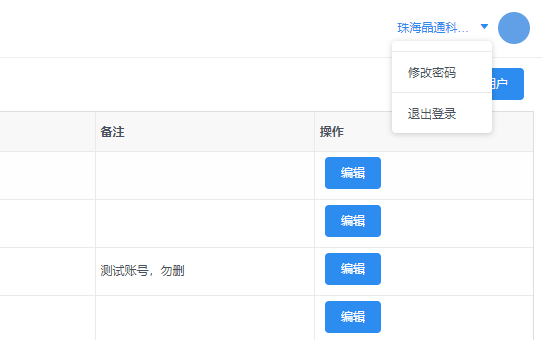 珠海晶通科...
修改密码
用户
退出登录
备注
操作
编辑
编辑
测试账号，勿删
编辑
编辑